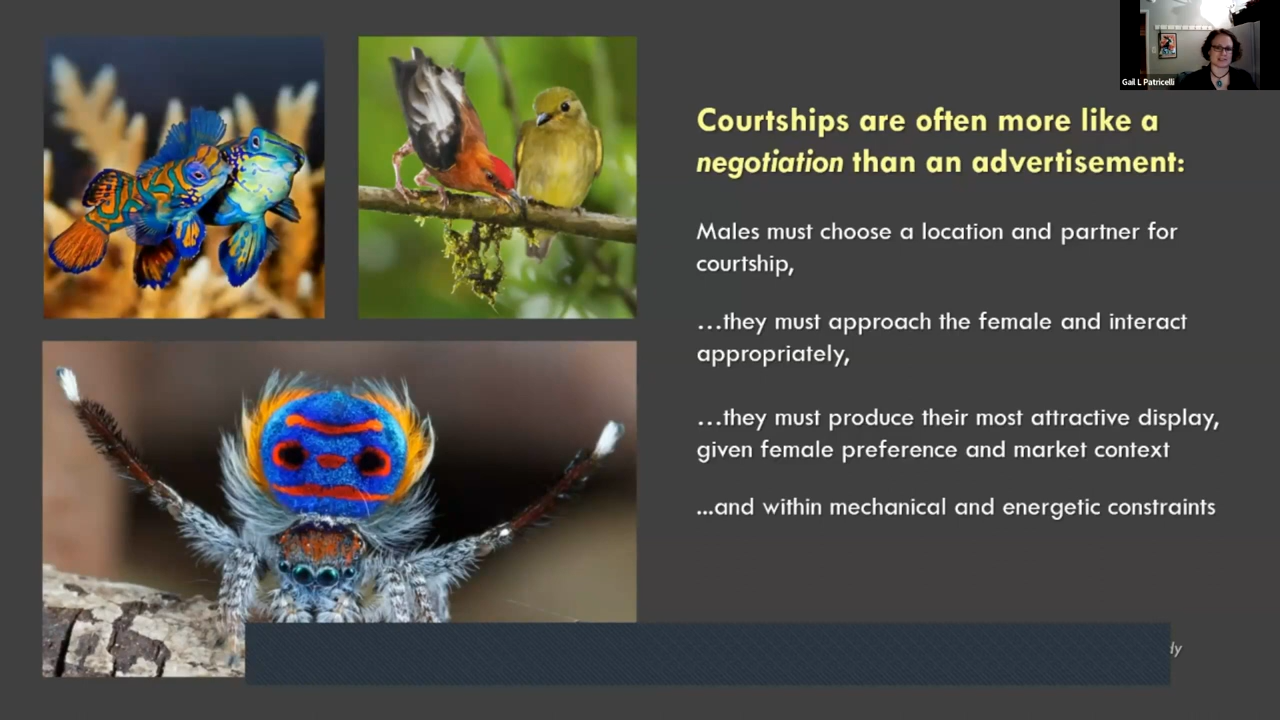 Gail L Patricelli
Courtships are often more like a
negotiation than an advertisement:
Males must choose a location and partner for
courtship,
…they must approach the female and interact
appropriately,
…they must produce their most attractive display,
given female preference and market context
...and within mechanical and energetic constraints